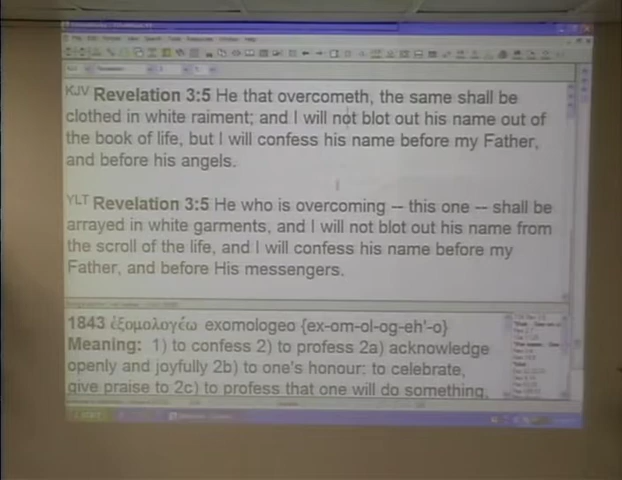 KJV Revelation 3:5 He that overcometh, the same shall be
clothed in white raiment; and I will not blot out his name out of
the book of life, but I will confess his name before my Father,
and before his angels.
YLT Revelation 3:5 He who is overcoming -- this one -- shall be
arrayed in white garments, and I will not blot out his name from
the scroll of the life, and I will confess his name before my
Father, and before His messengers.
1843 ἐξομολογέω exomologeo {ex-om-ol-og-eh'-o}
Meaning: 1) to confess 2) to profess 2a) acknowledge
openly and joyfully 2b) to one's honour: to celebrate,
give praise to 2c) to profess that one will do something,